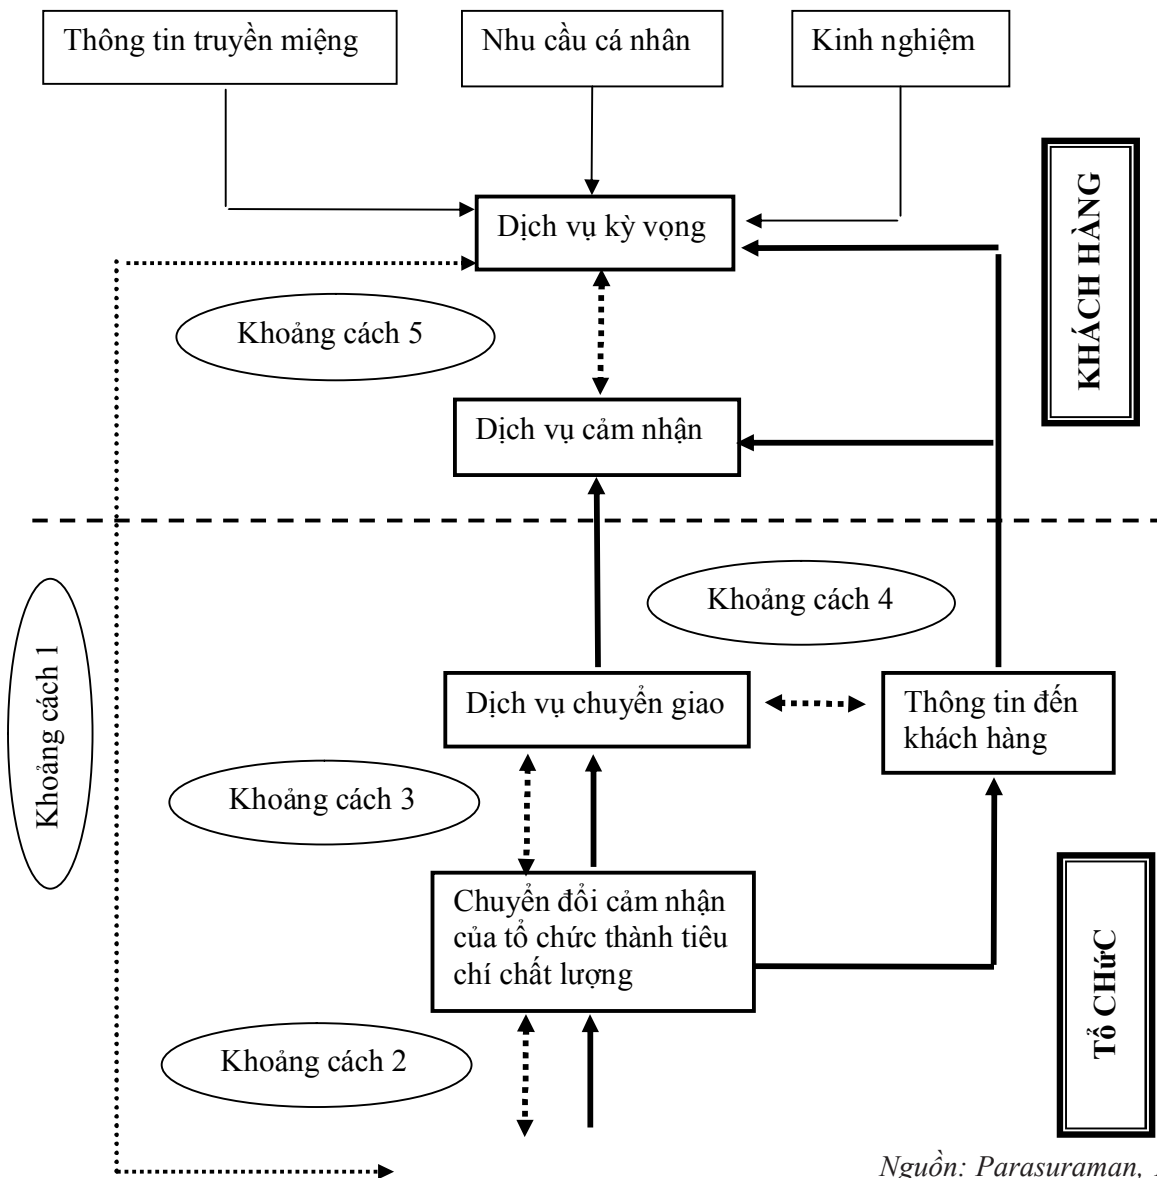 Thông tin truyền miệng
Nhu cầu cá nhân
Kinh nghiệm
KHÁCH HÀNG
Dịch vụ kỳ vọng
Khoảng cách 5
Dịch vụ cảm nhận
Khoảng cách 4
Khoảng cách 1
Dịch vụ chuyển giao
Thông tin đến
khách hàng
Khoảng cách 3
Chuyển đổi cảm nhận
của tổ chức thành tiêu
chí chất lượng
TỔ CHứC
Khoảng cách 2
Nguồn: Parasuraman,